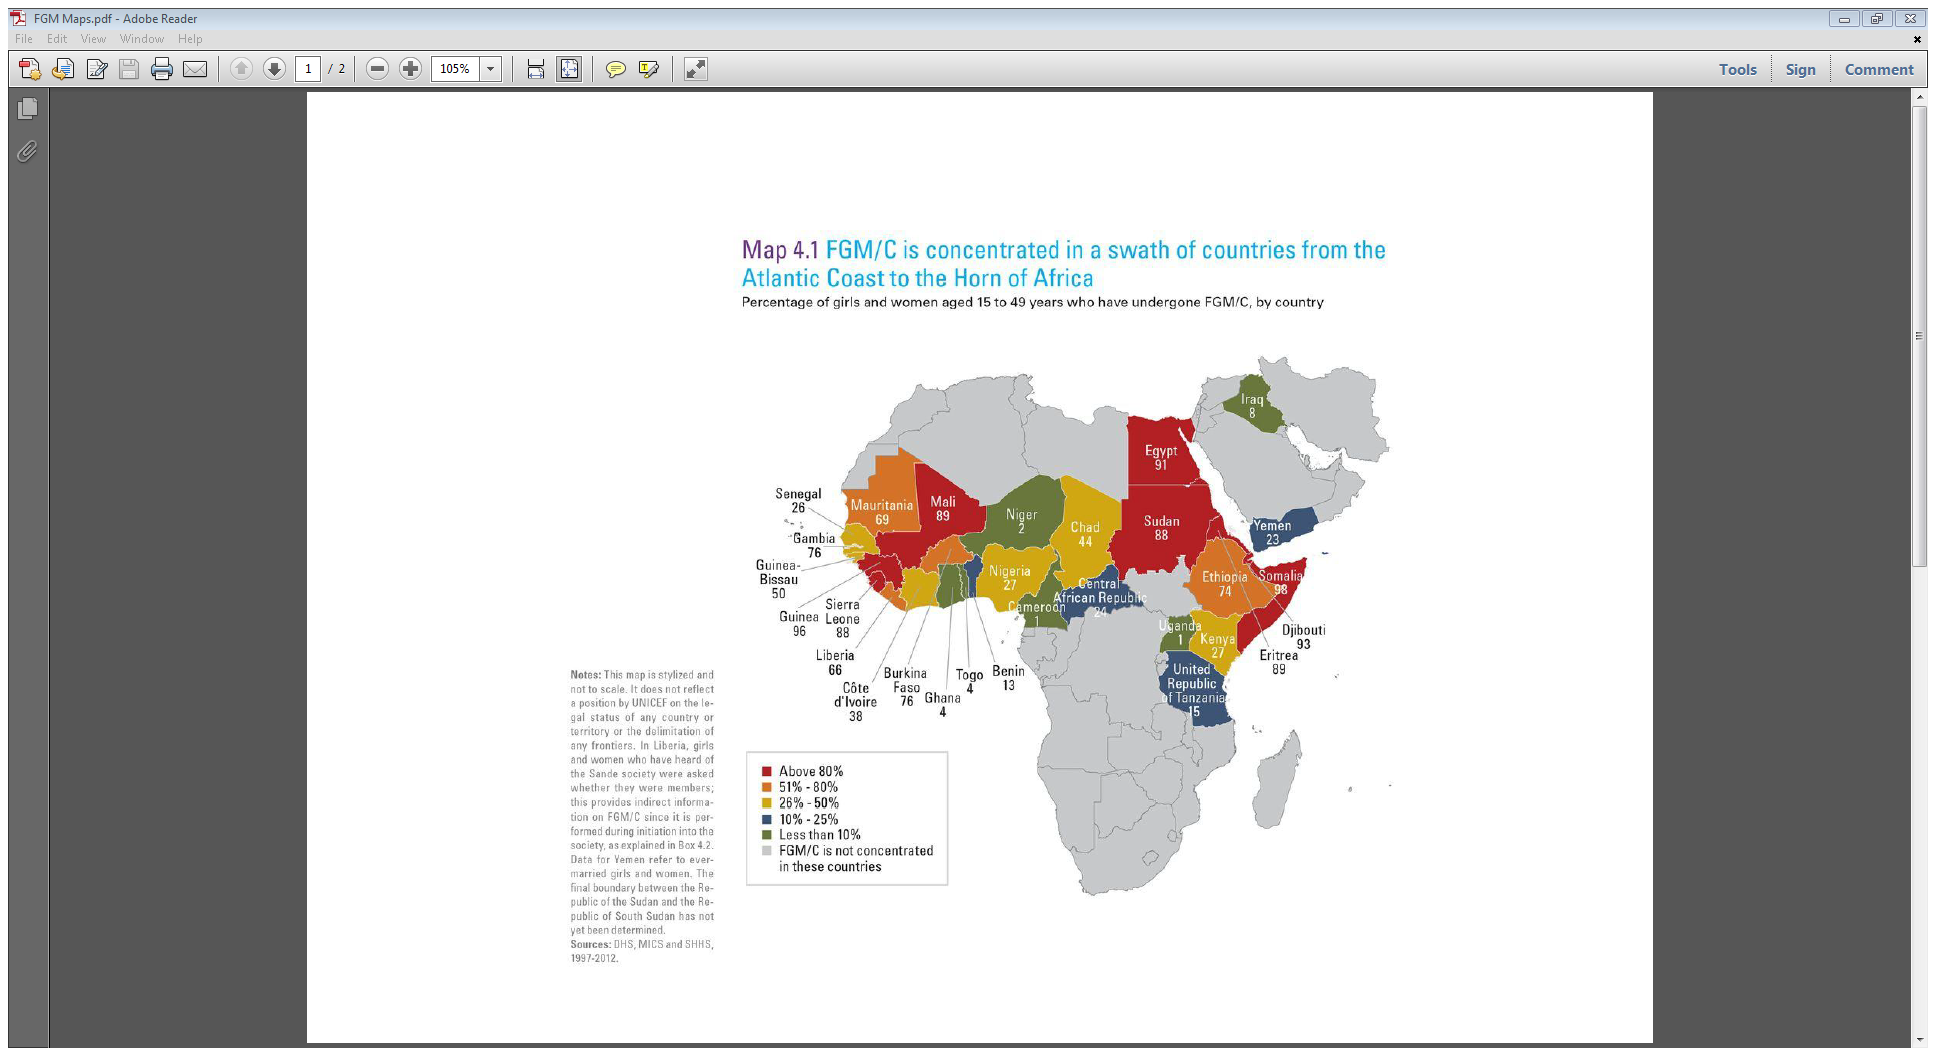 FGM Maps.pdf - Adobe Reader
File Edit View Window Help
1 / 2 105% Tools Sign Comment
Map 4.1 FGM/C is concentrated in a swath of countries from the
Atlantic Coast to the Horn of Africa
Percentage of girls and women aged 15 to 49 years who have undergone FGM/C, by country
Iraq
8
Egypt
91
Senegal
26
Mauritania
69
Mali
89
Niger
2
Chad
44
Sudan
88
Yemen
23
Gambia
76
Guinea-
Bissau
50
Nigeria
27
Ethiopia
74
Somalia
98
Central
African Republic
24
Cameroon
1
Guinea
96
Sierra
Leone
88
Uganda
1
Kenya
27
Djibouti
93
Eritrea
89
Liberia
66
Côte
d'Ivoire
38
Burkina
Faso
76
Ghana
4
Togo
4
Benin
13
United
Republic
of Tanzania
15
Notes: This map is stylized and
not to scale. It does not reflect
a position by UNICEF on the le-
gal status of any country or
territory or the delimitation of
any frontiers. In Liberia, girls
and women who have heard of
the Sande society were asked
whether they were members;
this provides indirect informa-
tion on FGM/C since it is per-
formed during initiation into the
society, as explained in Box 4.2.
Data for Yemen refer to ever-
married girls and women. The
final boundary between the Re-
public of the Sudan and the Re-
public of South Sudan has not
yet been determined.
Sources: DHS, MICS and SHHS,
1997-2012.
Above 80%
51% - 80%
26% - 50%
10% - 25%
Less than 10%
FGM/C is not concentrated
in these countries